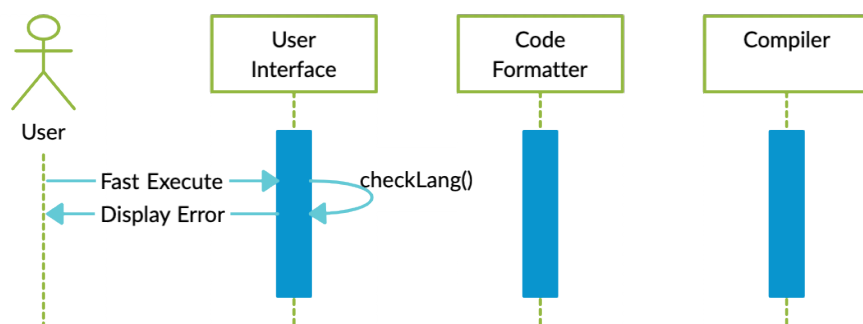 User
Interface
Code
Formatter
Compiler
User
Fast Execute
checkLang()
Display Error